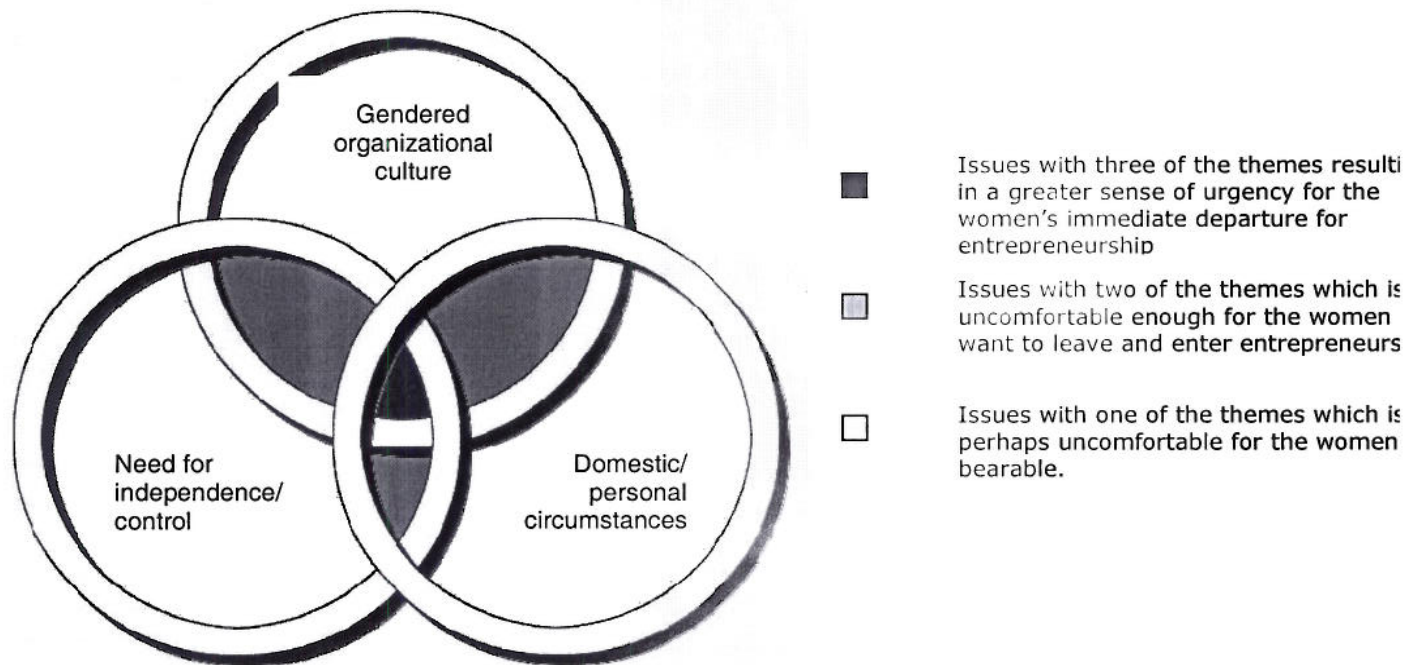 Gendered
organizational
culture
Need for
independence/
control
Domestic/
personal
circumstances
Issues with three of the themes resulti
in a greater sense of urgency for the
women's immediate departure for
entrepreneurship
Issues with two of the themes which is
uncomfortable enough for the women
want to leave and enter entrepreneurs
Issues with one of the themes which is
perhaps uncomfortable for the women
bearable.